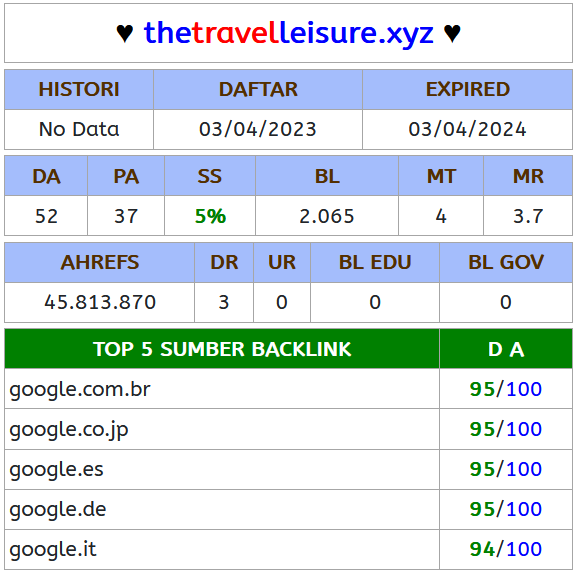 ♥ thetravelleisure.xyz ♥
HISTORI DAFTAR EXPIRED
No Data 03/04/2023 03/04/2024
DA PA SS BL MT MR
52 37 5% 2.065 4 3.7
AHREFS DR UR BL EDU BL GOV
45.813.870 3 0 0 0
TOP 5 SUMBER BACKLINK D A
google.com.br 95/100
google.co.jp 95/100
google.es 95/100
google.de 95/100
google.it 94/100